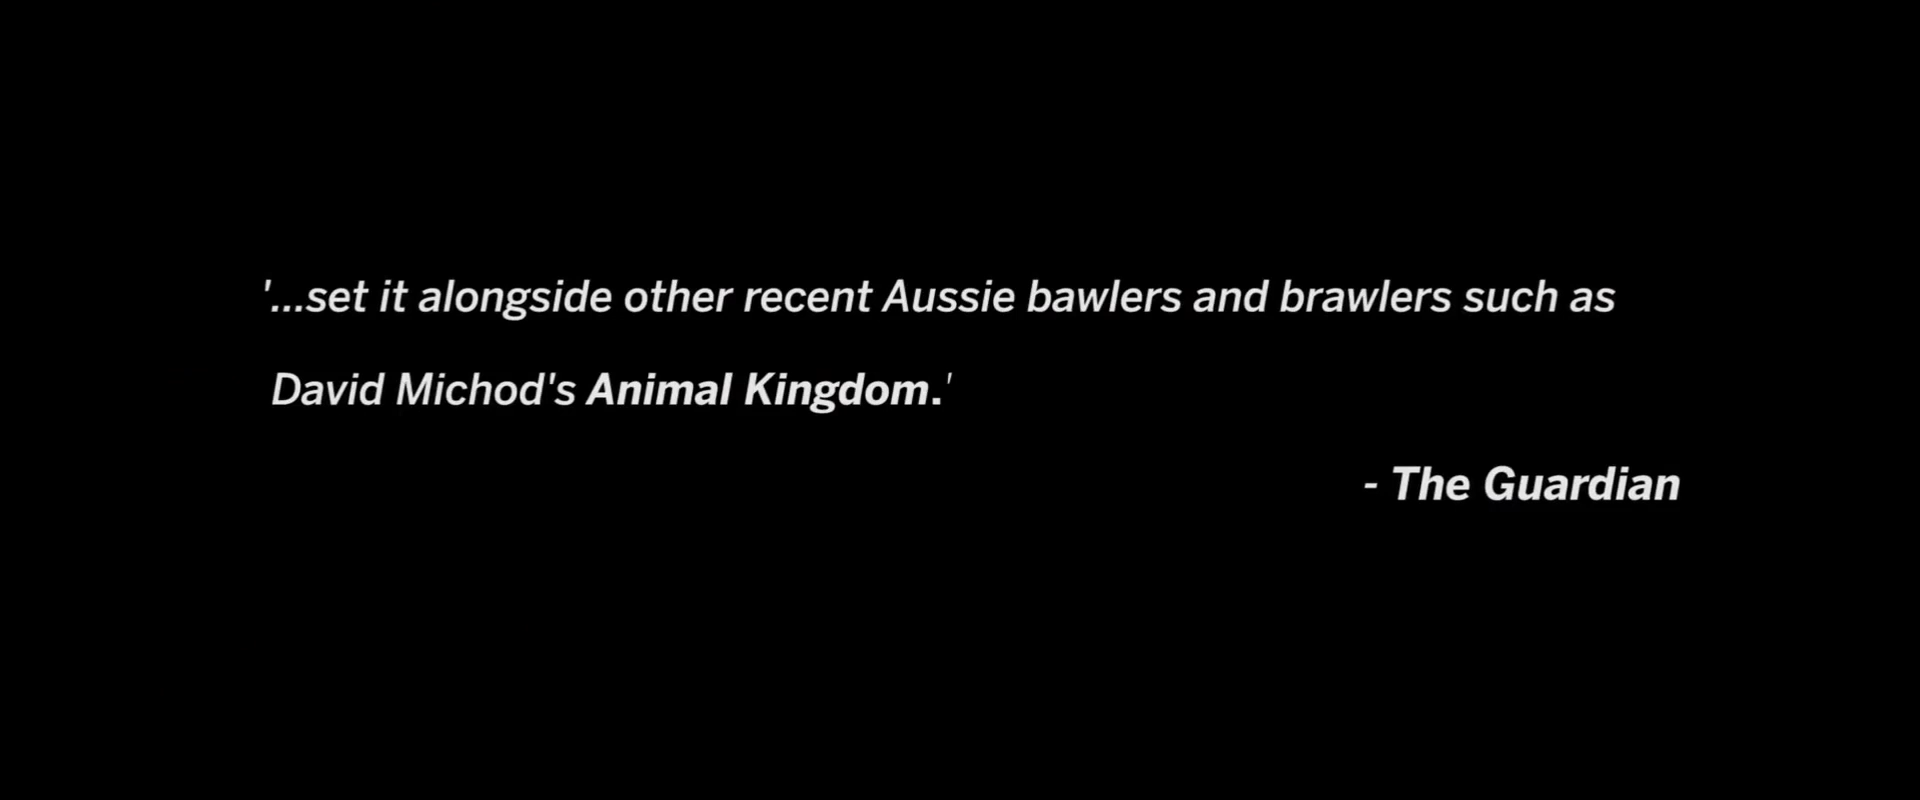 '...set it alongside other recent Aussie bawlers and brawlers such as
David Michod's Animal Kingdom.'
- The Guardian